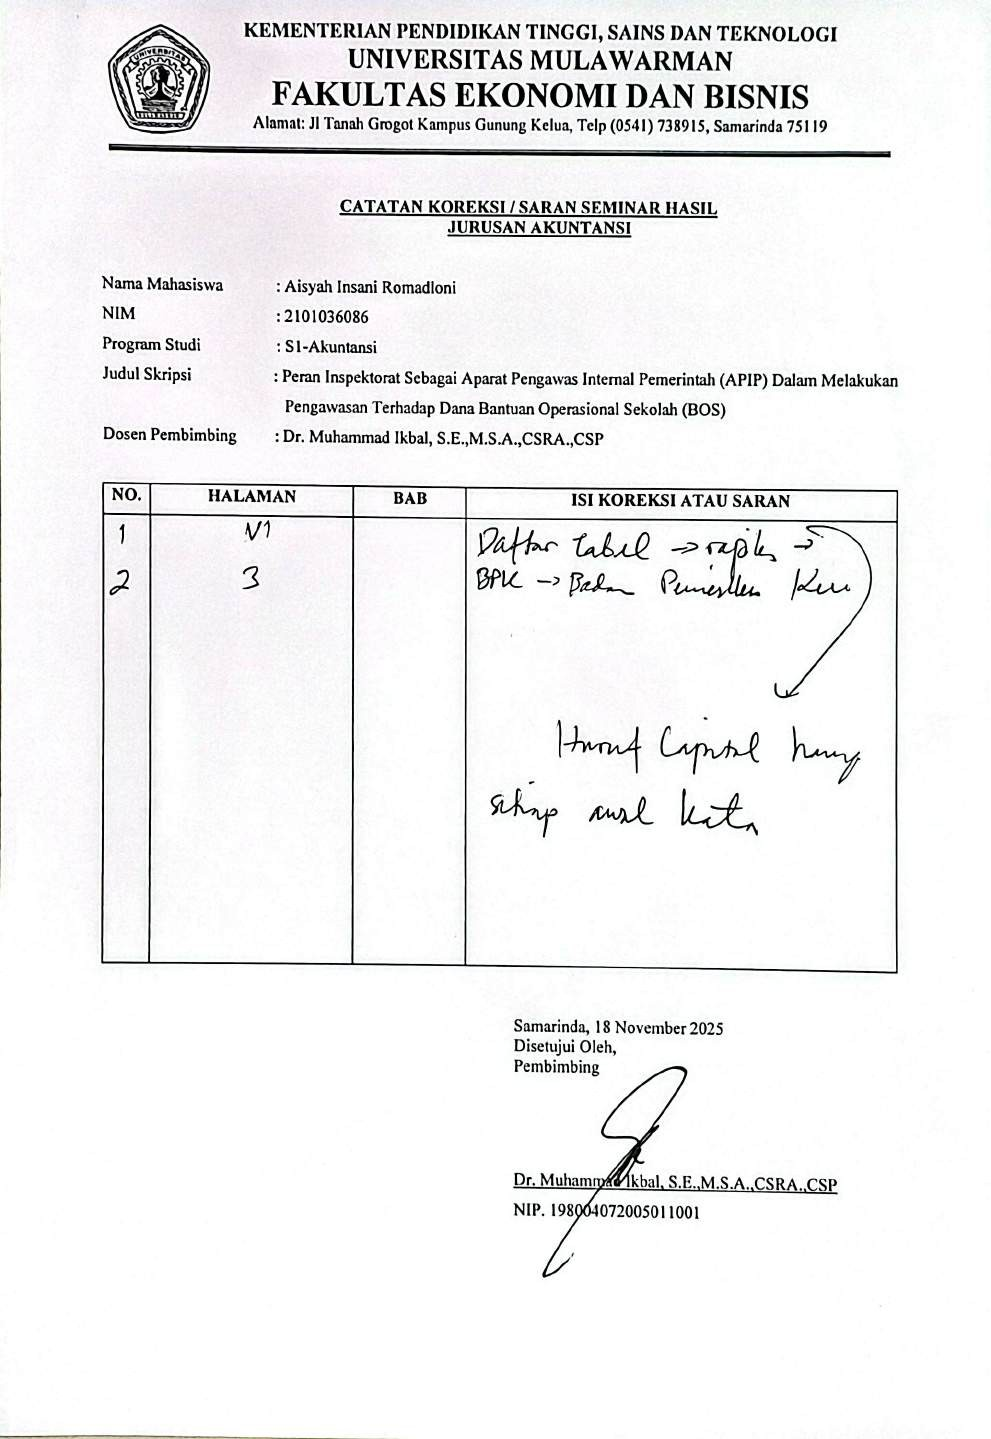 KEMENTERIAN PENDIDIKAN TINGGI, SAINS DAN TEKNOLOGI
UNIVERSITAS MULAWARMAN
FAKULTAS EKONOMI DAN BISNIS
Alamat: Jl Tanah Grogot Kampus Gunung Kelua, Telp (0541) 738915, Samarinda 75119
CATATAN KOREKSI / SARAN SEMINAR HASIL
JURUSAN AKUNTANSI
Nama Mahasiswa : Aisyah Insani Romadloni
NIM : 2101036086
Program Studi : S1-Akuntansi
Judul Skripsi : Peran Inspektorat Sebagai Aparat Pengawas Internal Pemerintah (APIP) Dalam Melakukan
Pengawasan Terhadap Dana Bantuan Operasional Sekolah (BOS)
Dosen Pembimbing : Dr. Muhammad Ikbal, S.E.,M.S.A.,CSRA.,CSP
NO. HALAMAN BAB ISI KOREKSI ATAU SARAN
1 Daftar tabel →
2 3 BPK → Badan
Huruf Capital
setiap awal kata
Samarinda, 18 November 2025
Disetujui Oleh,
Pembimbing
Dr. Muhammad Ikbal, S.E.,M.S.A.,CSRA.,CSP
NIP. 198004072005011001